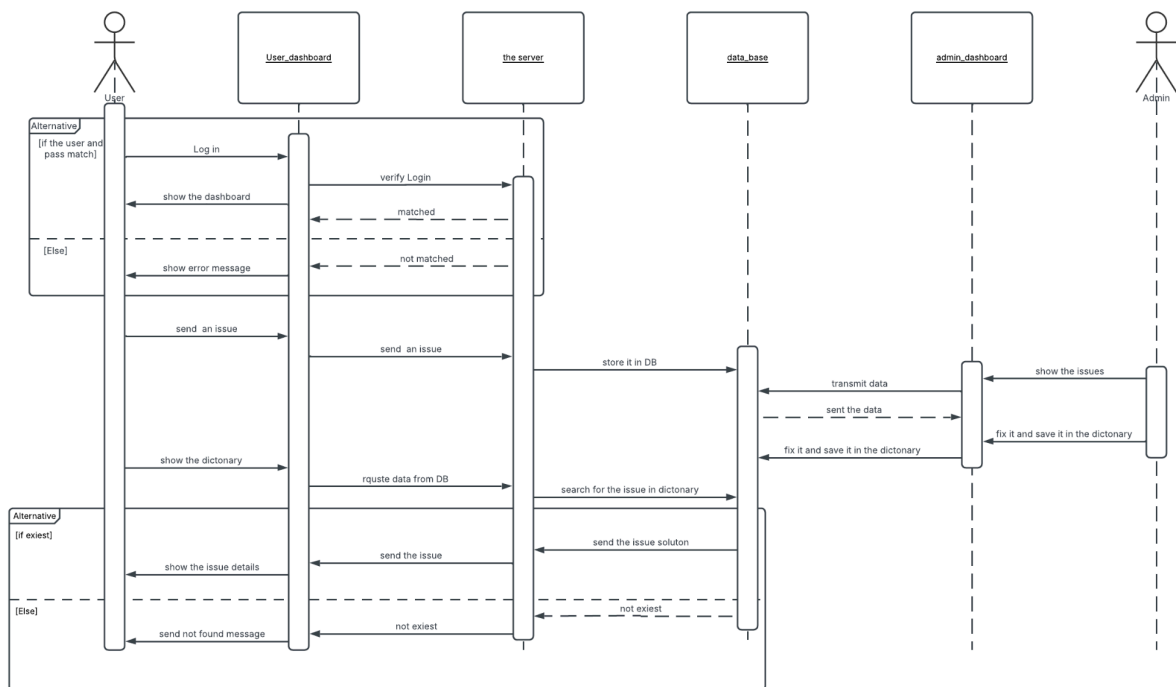 User_dashboard
the server
data_base
admin_dashboard
User
Admin
Alternative
[if the user and
pass match]
Log in
verify Login
show the dashboard
matched
[Else]
not matched
show error message
send an issue
send an issue
store it in DB
show the issues
transmit data
sent the data
fix it and save it in the dictonary
fix it and save it in the dictonary
show the dictonary
rquste data from DB
search for the issue in dictonary
Alternative
[if exiest]
send the issue soluton
send the issue
show the issue details
[Else]
not exiest
not exiest
send not found message